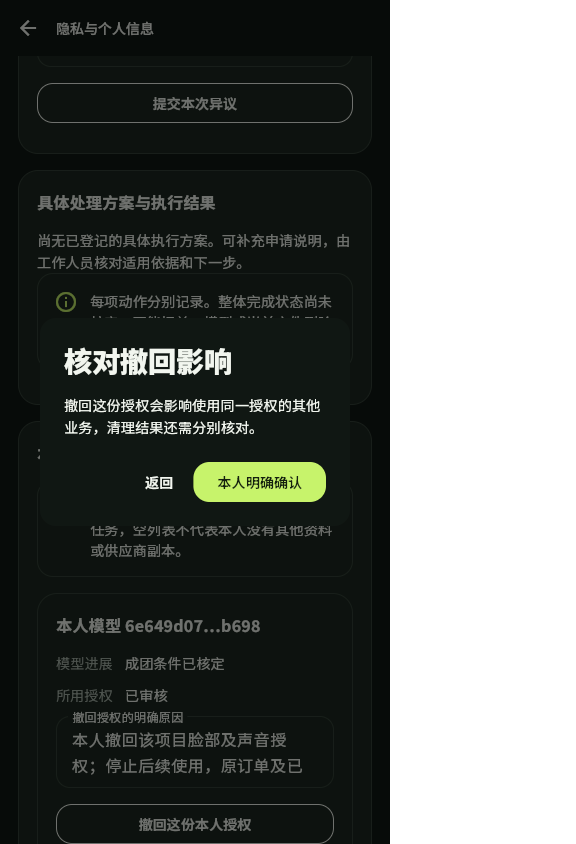 隐私与个人信息
提交本次异议
具体处理方案与执行结果
尚无已登记的具体执行方案。可补充申请说明，由
工作人员核对适用依据和下一步。
每项动作分别记录。整体完成状态尚未
核对撤回影响
撤回这份授权会影响使用同一授权的其他
业务，清理结果还需分别核对。
返回
本人明确确认
任务，空列表不代表本人没有其他资料
或供应商副本。
本人模型 6e649d07...b698
模型进展 成团条件已核定
所用授权 已审核
撤回授权的明确原因
本人撤回该项目脸部及声音授
权；停止后续使用，原订单及已
撤回这份本人授权